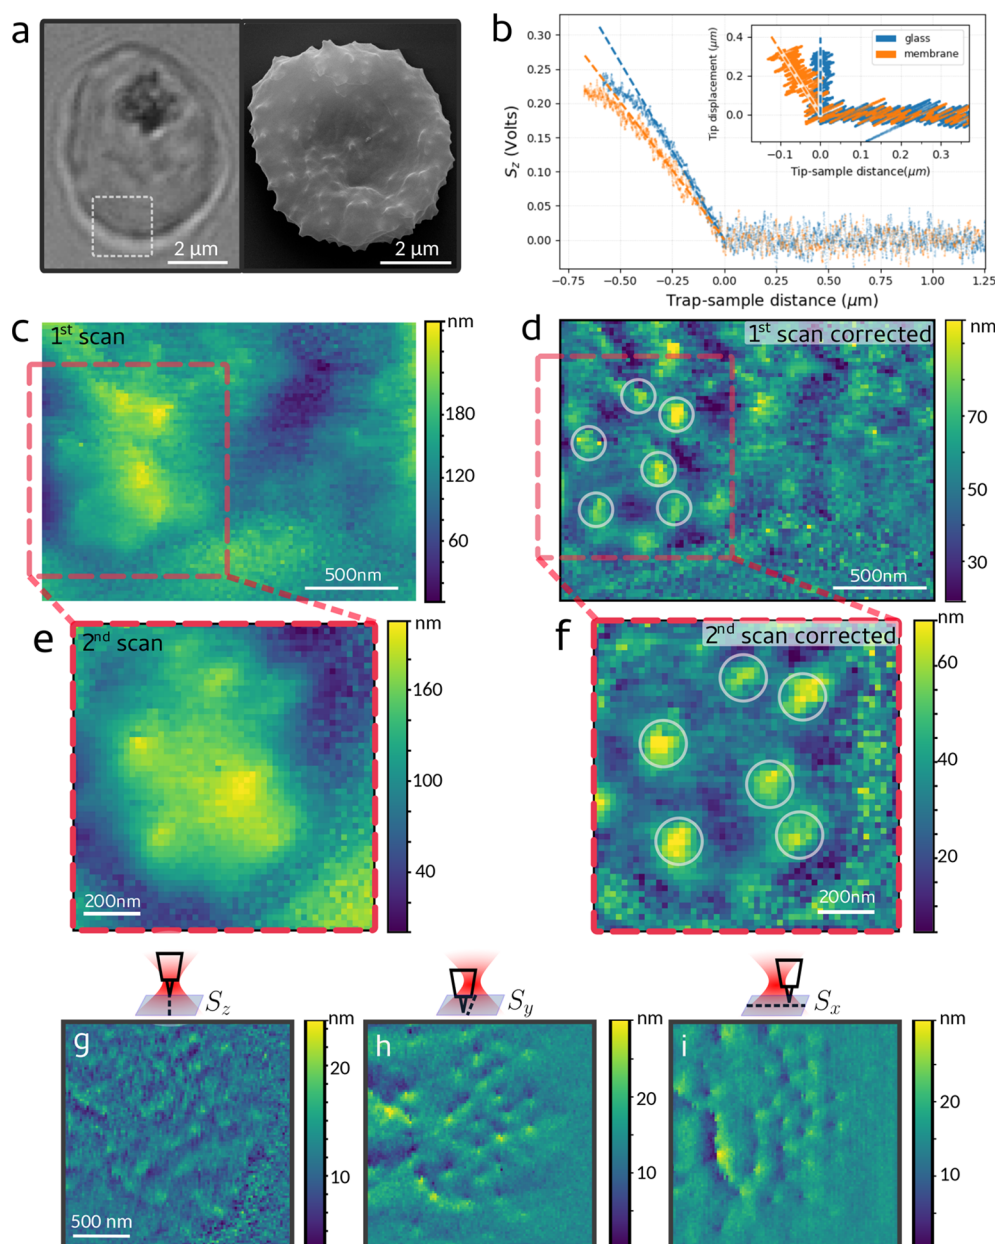 a
2 μm
2 μm
b
S_z (Volts)
0.30
0.25
0.20
0.15
0.10
0.05
0.00
−0.75
−0.50
−0.25
0.00
0.25
0.50
0.75
1.00
1.25
Trap-sample distance (μm)
Tip displacement (μm)
0.4
0.2
0.0
−0.1
0.0
0.1
0.2
0.3
Tip-sample distance(μm)
glass
membrane
c
1st scan
500nm
nm
180
120
60
d
1st scan corrected
500nm
nm
90
70
50
30
e
2nd scan
200nm
nm
160
100
40
f
2nd scan corrected
200nm
nm
60
40
20
S_z
S_y
S_x
g
500 nm
nm
20
10
h
nm
20
10
i
nm
20
10